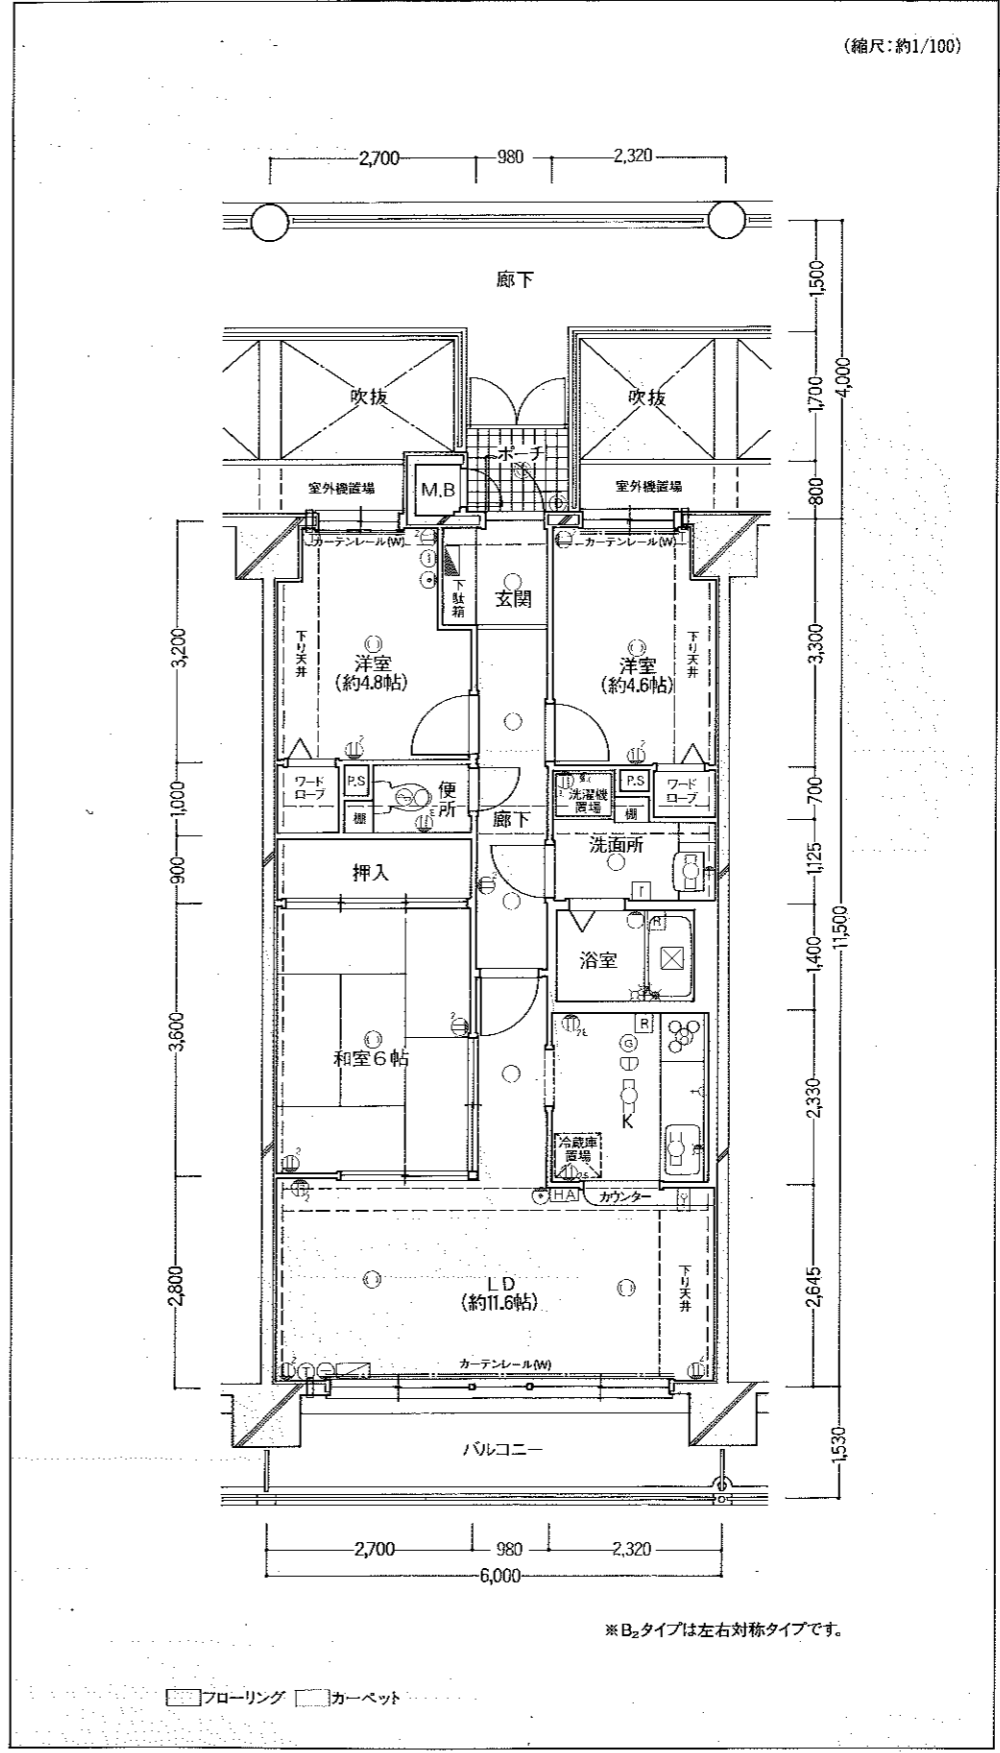 (縮尺:約1/100)
2,700
980
2,320
廊下
1,500
4,000
吹抜
吹抜
1,700
ポーチ
室外機置場
M.B
室外機置場
800
カーテンレール(W)
カーテンレール(W)
下駄箱
玄関
3,200
下り天井
洋室
(約4.8帖)
洋室
(約4.6帖)
下り天井
3,300
ワード
ローブ
P.S
棚
便所
廊下
洗濯機
置場
P.S
棚
ワード
ローブ
1,000
700
押入
洗面所
900
1,125
11,500
浴室
R
1,400
和室6帖
3,600
R
G
K
冷蔵庫
置場
2,330
HA
カウンター
LD
(約11.6帖)
下り天井
2,800
2,645
カーテンレール(W)
T
バルコニー
1,530
2,700
980
2,320
6,000
※B₂タイプは左右対称タイプです。
フローリング
カーペット